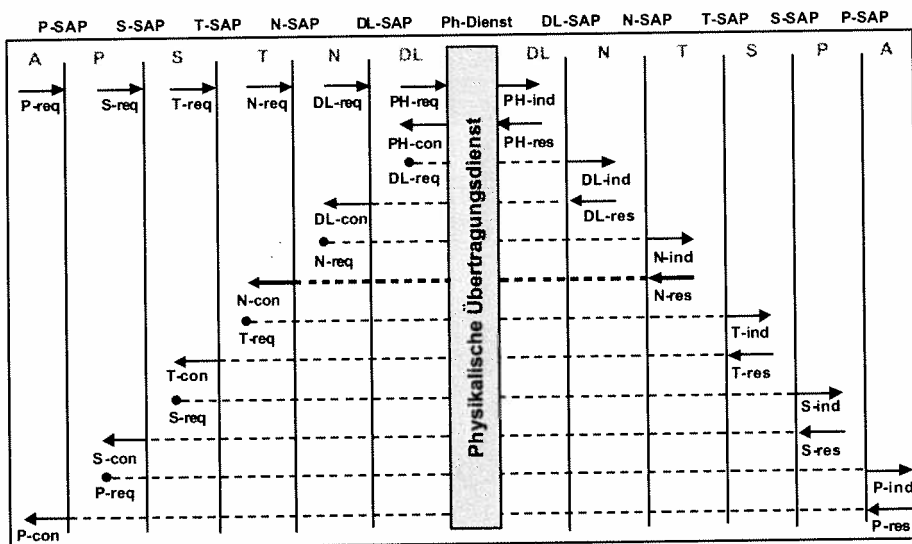 P-SAP S-SAP T-SAP N-SAP DL-SAP Ph-Dienst DL-SAP N-SAP T-SAP S-SAP P-SAP
A P S T N DL DL N T S P A
P-req S-req T-req N-req DL-req PH-req PH-ind
PH-con PH-res
DL-req DL-ind
DL-con DL-res
N-req N-ind
N-con N-res
T-req T-ind
T-con T-res
S-req S-ind
S-con S-res
P-req P-ind
P-con P-res
Physikalische Übertragungsdienst